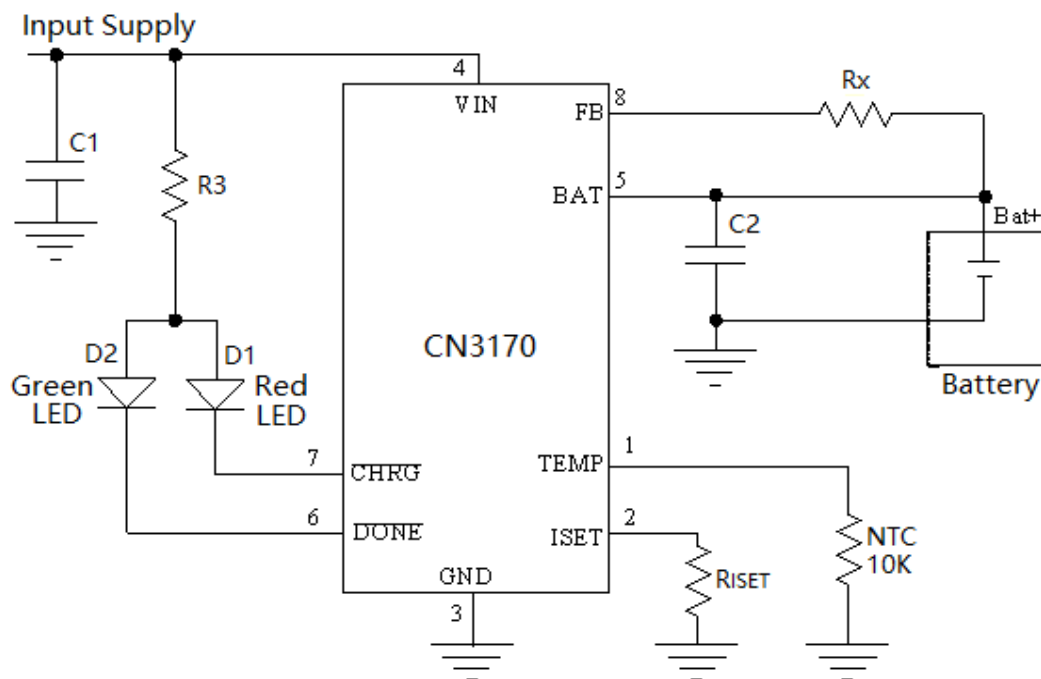 Input Supply
4
VIN
8
FB
Rx
C1
R3
5
BAT
C2
Bat+
CN3170
D2
D1
Green
LED
Red
LED
Battery
7
CHRG
TEMP
1
6
DONE
ISET
2
NTC
10K
RISET
GND
3